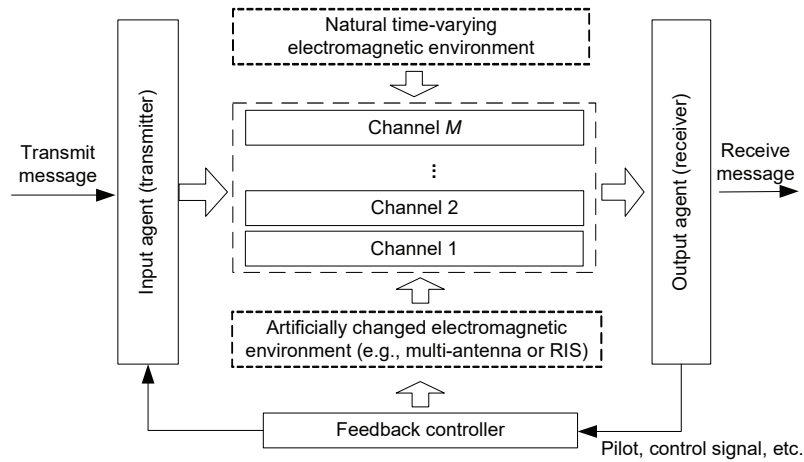 Natural time-varying
electromagnetic environment
Input agent (transmitter)
Output agent (receiver)
Channel M
Transmit
message
Receive
message
⋮
Channel 2
Channel 1
Artificially changed electromagnetic
environment (e.g., multi-antenna or RIS)
Feedback controller
Pilot, control signal, etc.